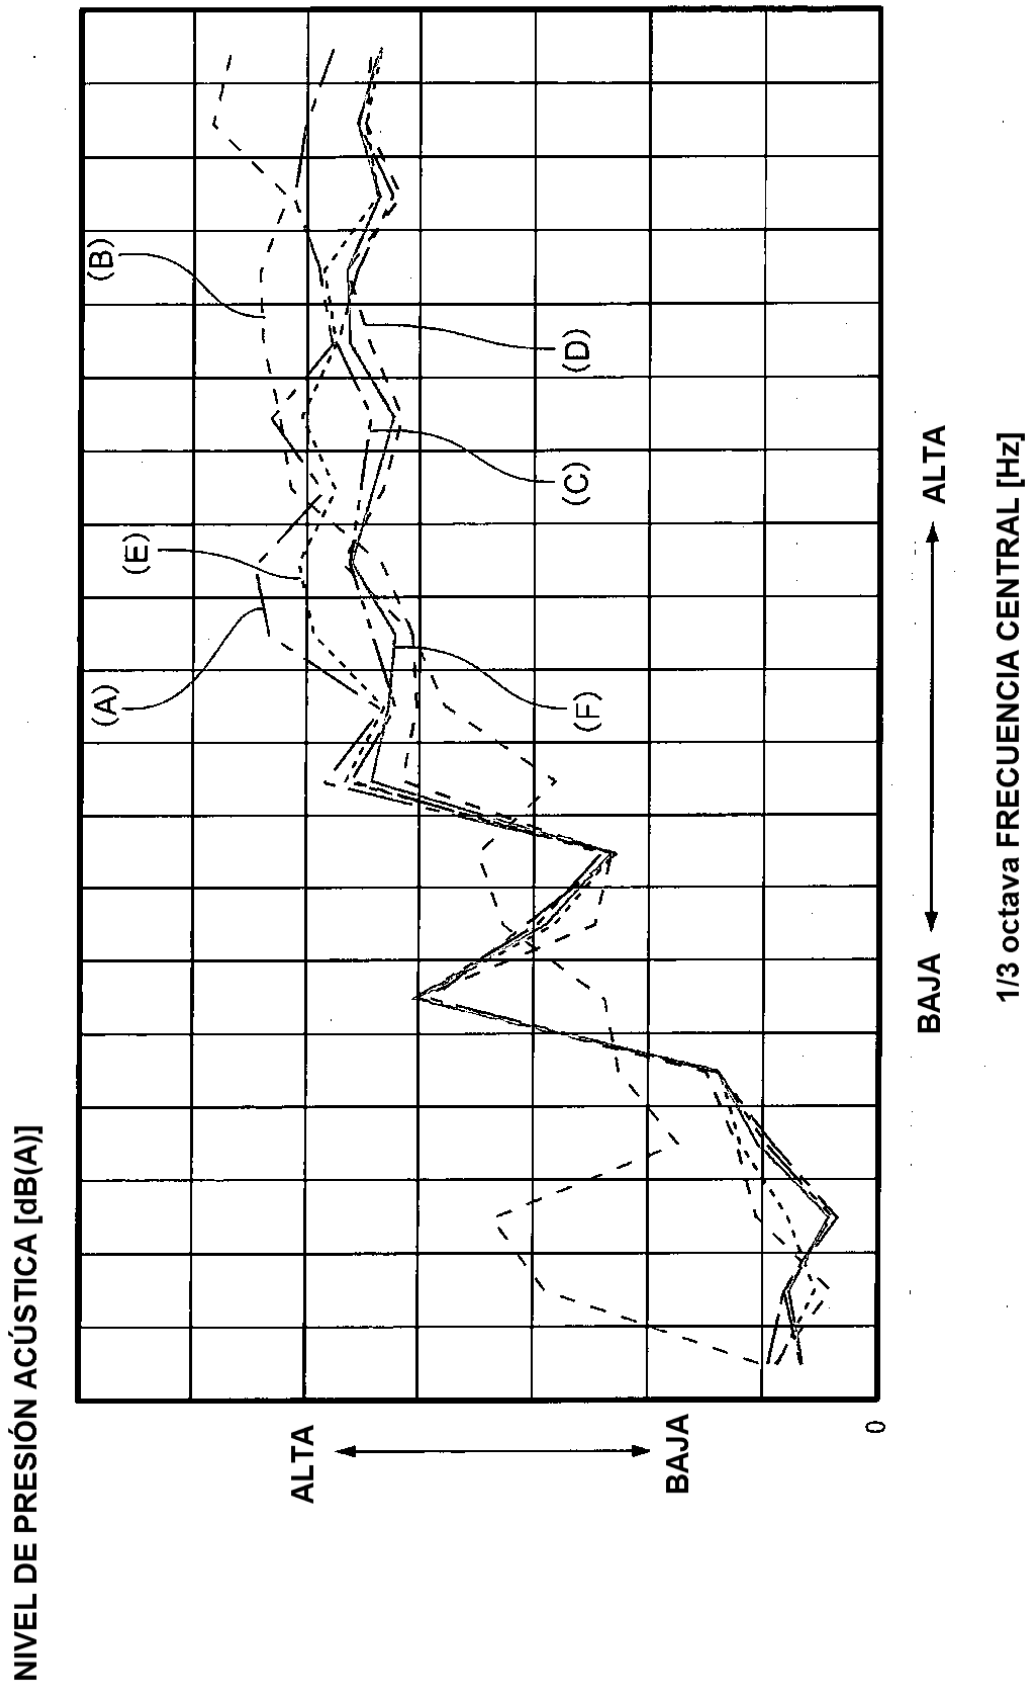 NIVEL DE PRESIÓN ACÚSTICA [dB(A)]
ALTA
BAJA
0
(A)
(E)
(B)
(F)
(C)
(D)
BAJA
ALTA
1/3 octava FRECUENCIA CENTRAL [Hz]